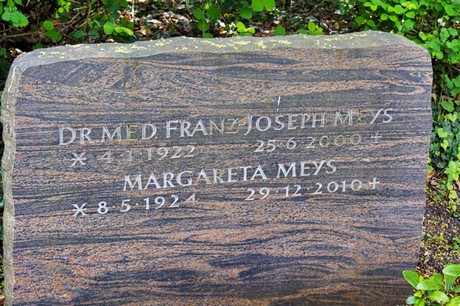 DR.MED FRANZ JOSEPH MEYS
* 4·1·1922 25·6·2000 +
MARGARETA MEYS
* 8·5·1924 29·12·2010 +